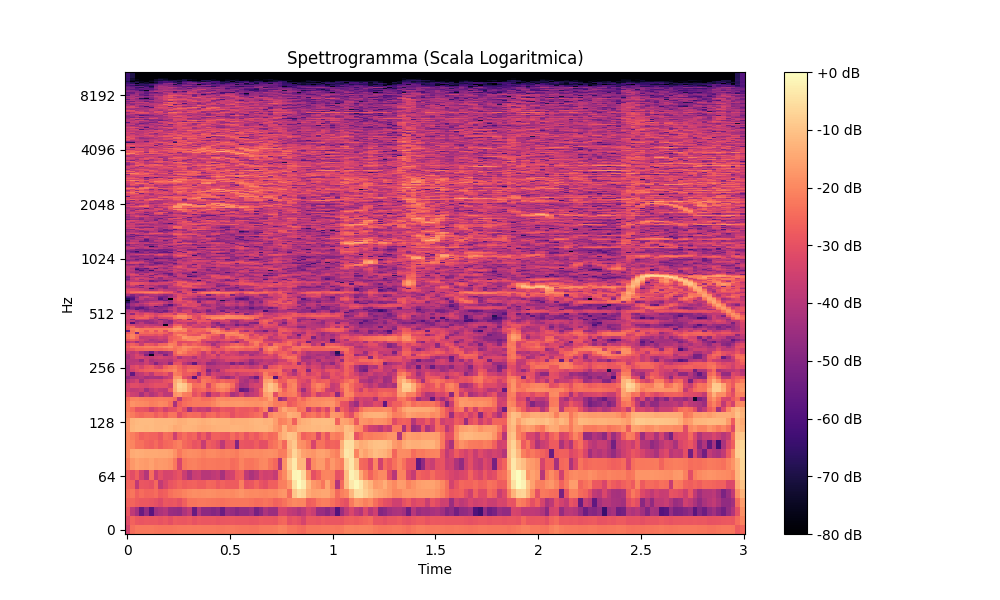 Spettrogramma (Scala Logaritmica)
Hz
8192
4096
2048
1024
512
256
128
64
0
0
0.5
1
1.5
2
2.5
3
Time
+0 dB
-10 dB
-20 dB
-30 dB
-40 dB
-50 dB
-60 dB
-70 dB
-80 dB